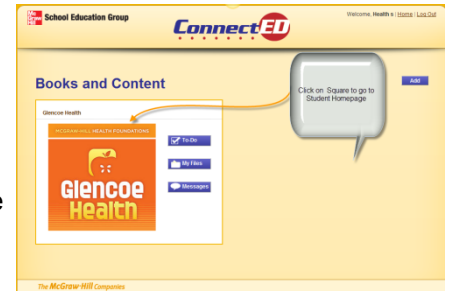 Mc Graw Hill School Education Group
ConnectED
Welcome, Health s | Home | Log Out
Books and Content
Add
Click on Square to go to
Student Homepage
Glencoe Health
MCGRAW-HILL HEALTH FOUNDATIONS
Glencoe
Health
To-Do
My Files
Messages
e
The McGraw-Hill Companies